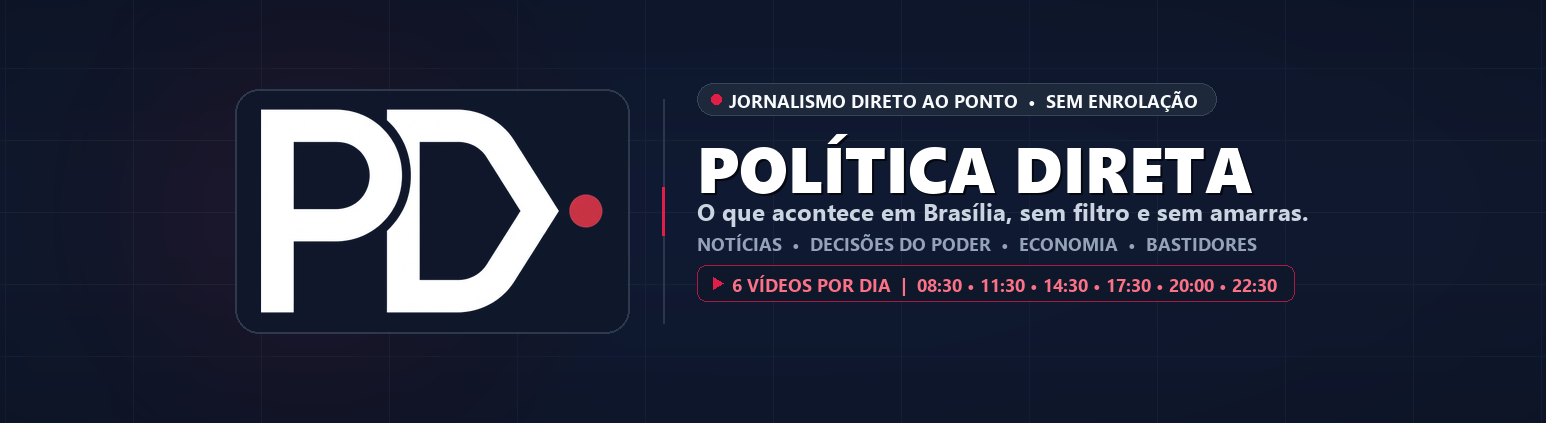 PD
JORNALISMO DIRETO AO PONTO • SEM ENROLAÇÃO
POLÍTICA DIRETA
O que acontece em Brasília, sem filtro e sem amarras.
NOTÍCIAS • DECISÕES DO PODER • ECONOMIA • BASTIDORES
6 VÍDEOS POR DIA | 08:30 • 11:30 • 14:30 • 17:30 • 20:00 • 22:30